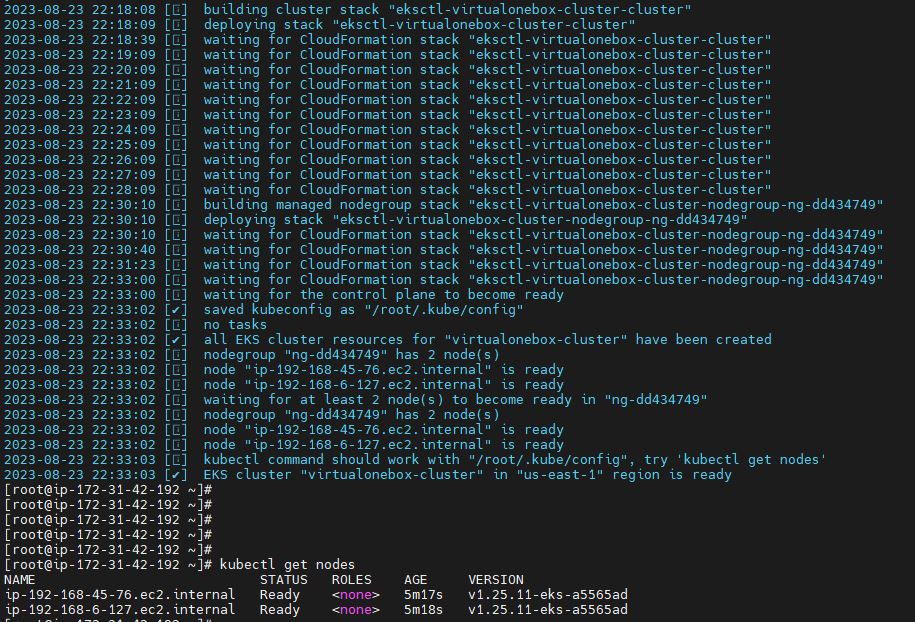 2023-08-23 22:18:08 [ℹ]  building cluster stack "eksctl-virtualonebox-cluster-cluster"
2023-08-23 22:18:09 [ℹ]  deploying stack "eksctl-virtualonebox-cluster-cluster"
2023-08-23 22:18:39 [ℹ]  waiting for CloudFormation stack "eksctl-virtualonebox-cluster-cluster"
2023-08-23 22:19:09 [ℹ]  waiting for CloudFormation stack "eksctl-virtualonebox-cluster-cluster"
2023-08-23 22:20:09 [ℹ]  waiting for CloudFormation stack "eksctl-virtualonebox-cluster-cluster"
2023-08-23 22:21:09 [ℹ]  waiting for CloudFormation stack "eksctl-virtualonebox-cluster-cluster"
2023-08-23 22:22:09 [ℹ]  waiting for CloudFormation stack "eksctl-virtualonebox-cluster-cluster"
2023-08-23 22:23:09 [ℹ]  waiting for CloudFormation stack "eksctl-virtualonebox-cluster-cluster"
2023-08-23 22:24:09 [ℹ]  waiting for CloudFormation stack "eksctl-virtualonebox-cluster-cluster"
2023-08-23 22:25:09 [ℹ]  waiting for CloudFormation stack "eksctl-virtualonebox-cluster-cluster"
2023-08-23 22:26:09 [ℹ]  waiting for CloudFormation stack "eksctl-virtualonebox-cluster-cluster"
2023-08-23 22:27:09 [ℹ]  waiting for CloudFormation stack "eksctl-virtualonebox-cluster-cluster"
2023-08-23 22:28:09 [ℹ]  waiting for CloudFormation stack "eksctl-virtualonebox-cluster-cluster"
2023-08-23 22:30:10 [ℹ]  building managed nodegroup stack "eksctl-virtualonebox-cluster-nodegroup-ng-dd434749"
2023-08-23 22:30:10 [ℹ]  deploying stack "eksctl-virtualonebox-cluster-nodegroup-ng-dd434749"
2023-08-23 22:30:10 [ℹ]  waiting for CloudFormation stack "eksctl-virtualonebox-cluster-nodegroup-ng-dd434749"
2023-08-23 22:30:40 [ℹ]  waiting for CloudFormation stack "eksctl-virtualonebox-cluster-nodegroup-ng-dd434749"
2023-08-23 22:31:23 [ℹ]  waiting for CloudFormation stack "eksctl-virtualonebox-cluster-nodegroup-ng-dd434749"
2023-08-23 22:33:00 [ℹ]  waiting for CloudFormation stack "eksctl-virtualonebox-cluster-nodegroup-ng-dd434749"
2023-08-23 22:33:00 [ℹ]  waiting for the control plane to become ready
2023-08-23 22:33:02 [✔]  saved kubeconfig as "/root/.kube/config"
2023-08-23 22:33:02 [ℹ]  no tasks
2023-08-23 22:33:02 [✔]  all EKS cluster resources for "virtualonebox-cluster" have been created
2023-08-23 22:33:02 [ℹ]  nodegroup "ng-dd434749" has 2 node(s)
2023-08-23 22:33:02 [ℹ]  node "ip-192-168-45-76.ec2.internal" is ready
2023-08-23 22:33:02 [ℹ]  node "ip-192-168-6-127.ec2.internal" is ready
2023-08-23 22:33:02 [ℹ]  waiting for at least 2 node(s) to become ready in "ng-dd434749"
2023-08-23 22:33:02 [ℹ]  nodegroup "ng-dd434749" has 2 node(s)
2023-08-23 22:33:02 [ℹ]  node "ip-192-168-45-76.ec2.internal" is ready
2023-08-23 22:33:02 [ℹ]  node "ip-192-168-6-127.ec2.internal" is ready
2023-08-23 22:33:03 [ℹ]  kubectl command should work with "/root/.kube/config", try 'kubectl get nodes'
2023-08-23 22:33:03 [✔]  EKS cluster "virtualonebox-cluster" in "us-east-1" region is ready
[root@ip-172-31-42-192 ~]#
[root@ip-172-31-42-192 ~]#
[root@ip-172-31-42-192 ~]#
[root@ip-172-31-42-192 ~]#
[root@ip-172-31-42-192 ~]#
[root@ip-172-31-42-192 ~]# kubectl get nodes
NAME                            STATUS   ROLES    AGE     VERSION
ip-192-168-45-76.ec2.internal   Ready    <none>   5m17s   v1.25.11-eks-a5565ad
ip-192-168-6-127.ec2.internal   Ready    <none>   5m18s   v1.25.11-eks-a5565ad